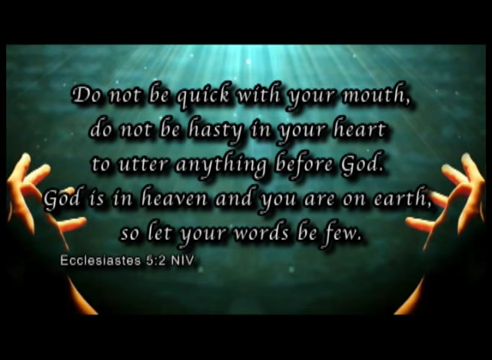 Do not be quick with your mouth,
do not be hasty in your heart
to utter anything before God.
God is in heaven and you are on earth,
so let your words be few.
Ecclesiastes 5:2 NIV